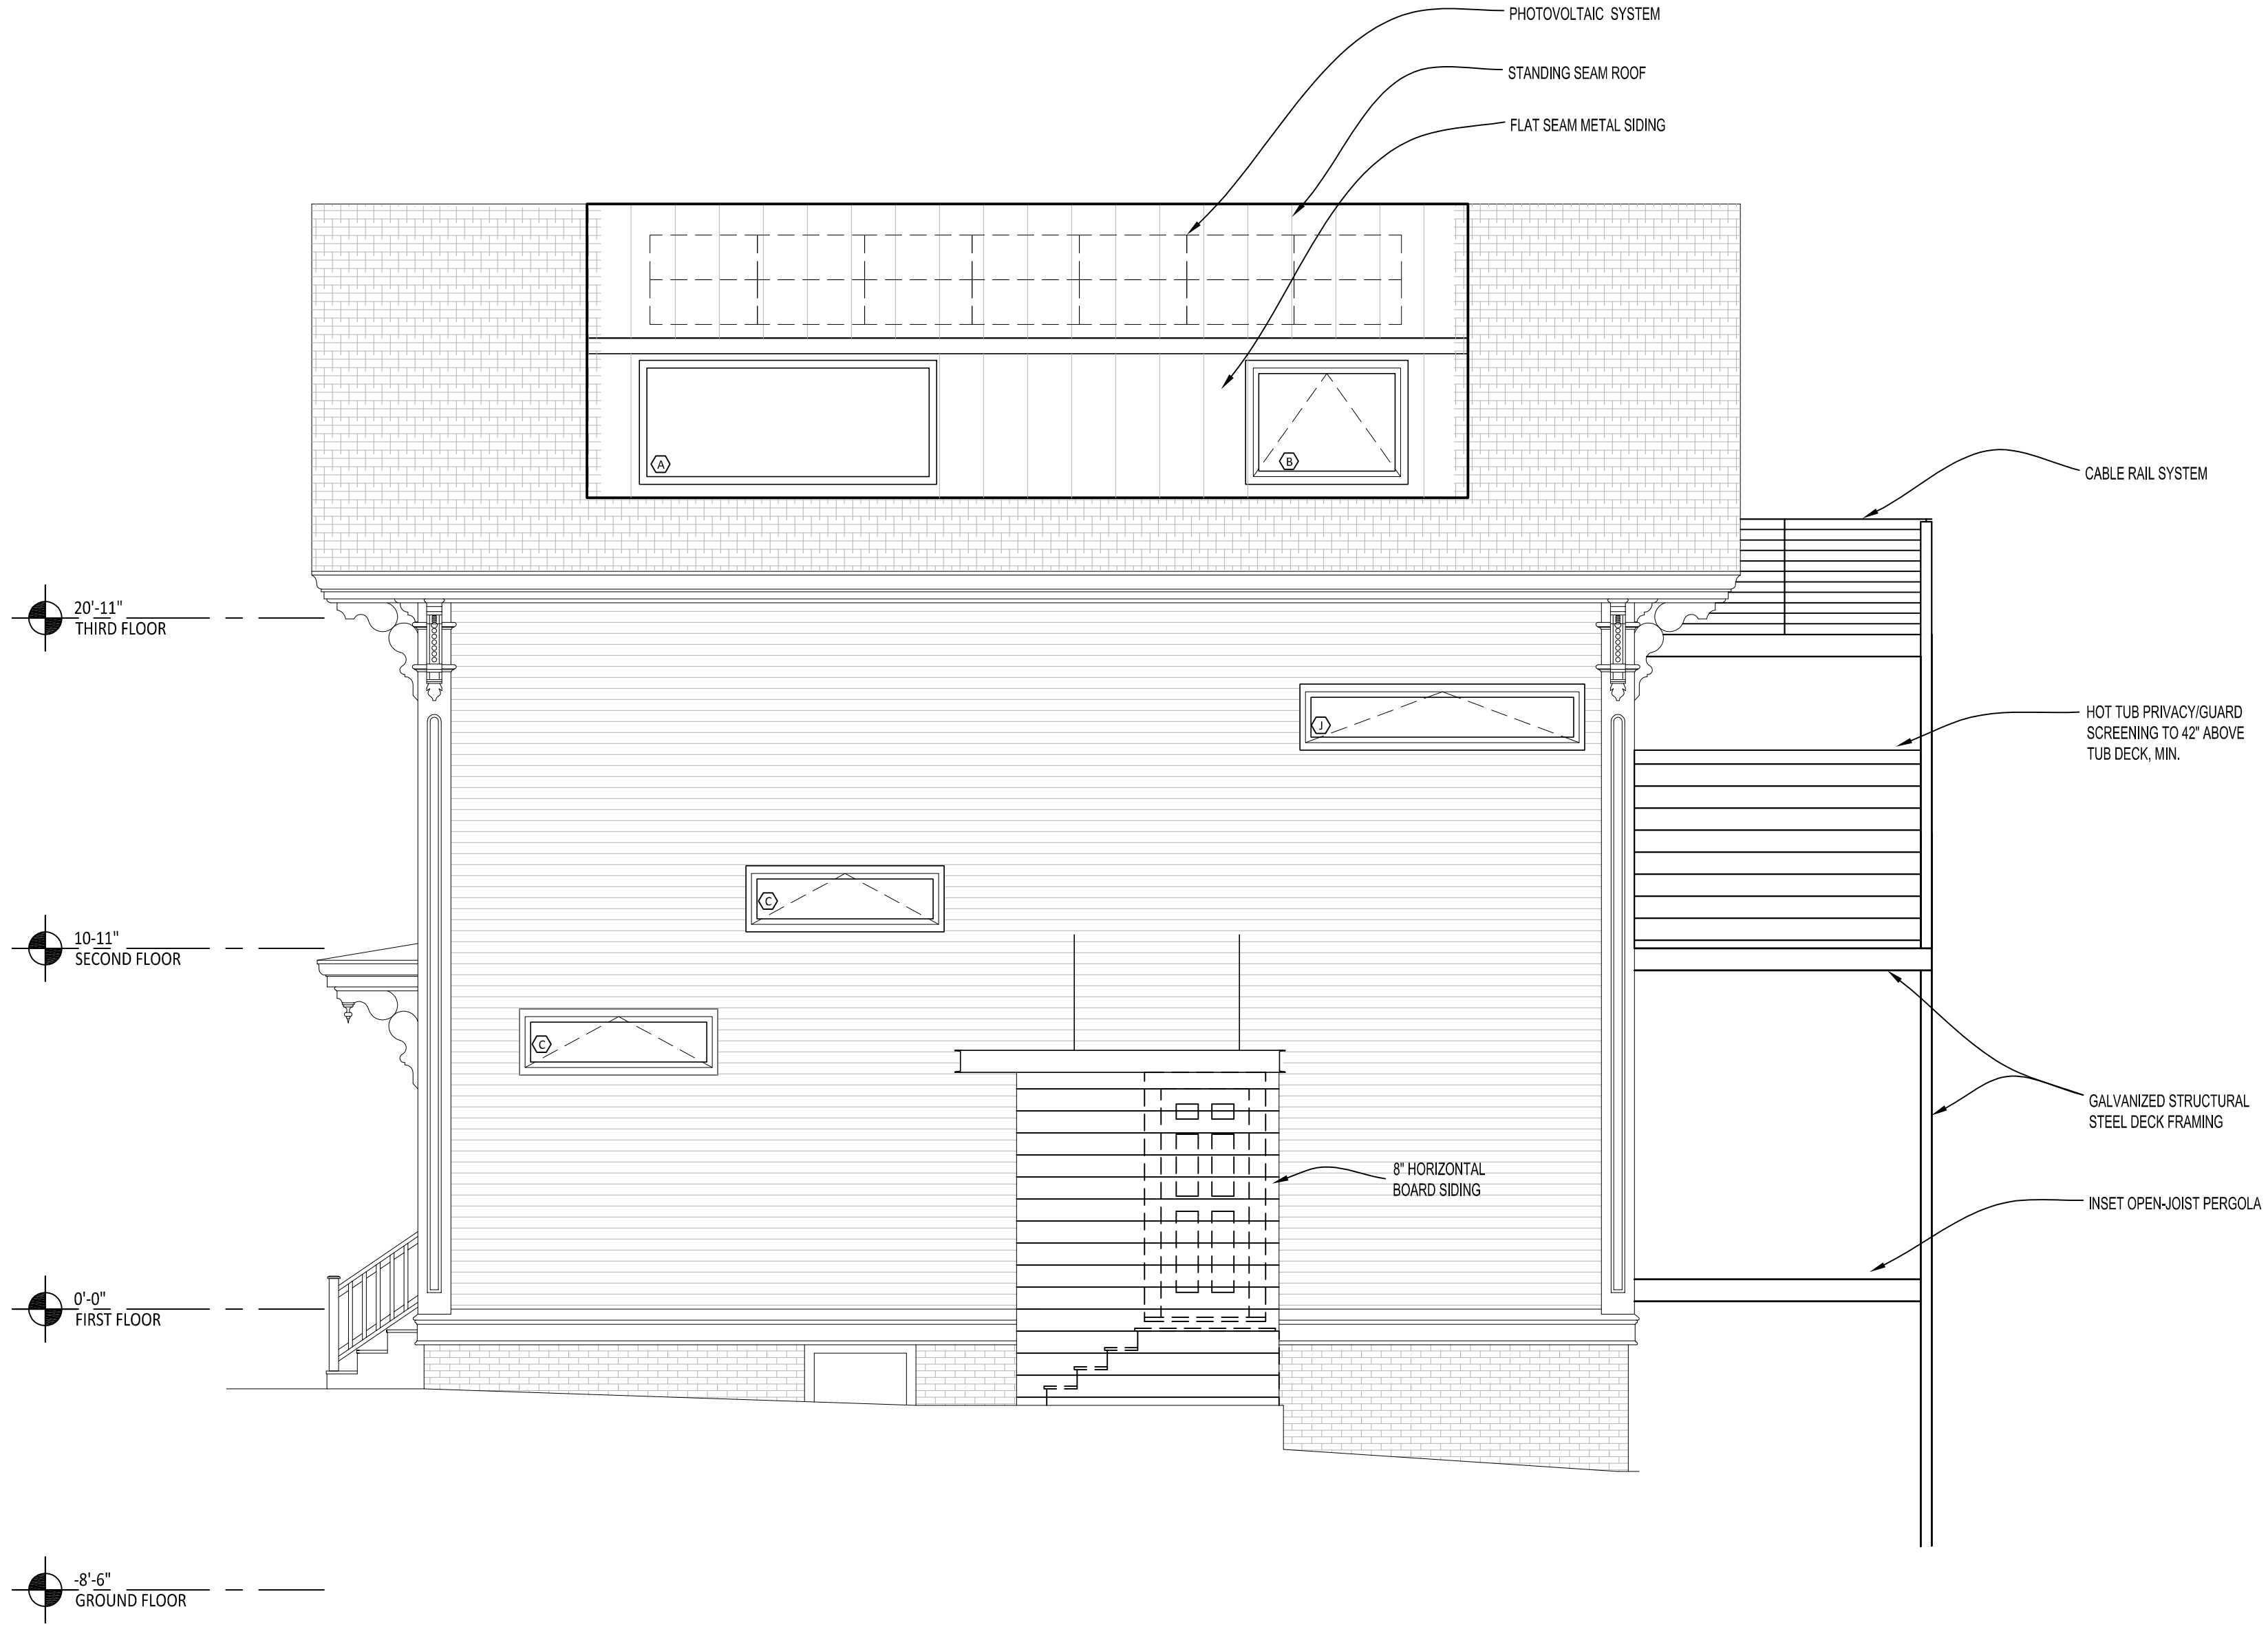 PHOTOVOLTAIC SYSTEM
STANDING SEAM ROOF
FLAT SEAM METAL SIDING
A
B
CABLE RAIL SYSTEM
20'-11"
THIRD FLOOR
J
HOT TUB PRIVACY/GUARD
SCREENING TO 42" ABOVE
TUB DECK, MIN.
C
10-11"
SECOND FLOOR
C
GALVANIZED STRUCTURAL
STEEL DECK FRAMING
8" HORIZONTAL
BOARD SIDING
INSET OPEN-JOIST PERGOLA
0'-0"
FIRST FLOOR
-8'-6"
GROUND FLOOR